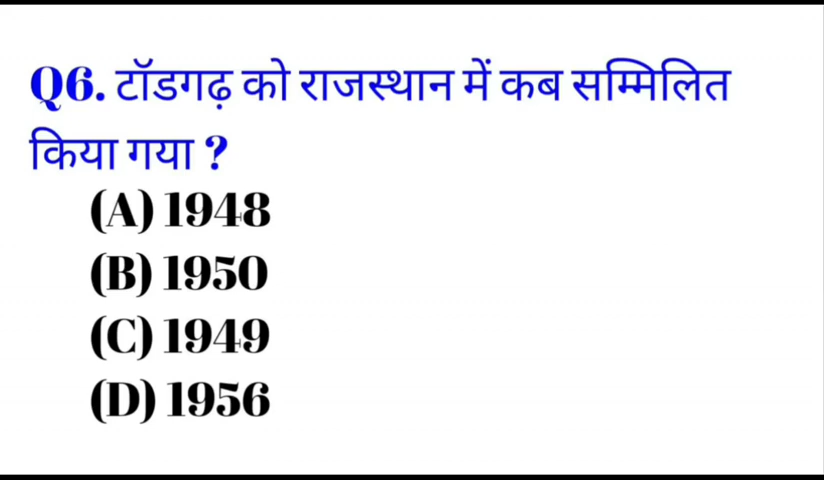 Q6. टॉडगढ़ को राजस्थान में कब सम्मिलित
किया गया ?
(A) 1948
(B) 1950
(C) 1949
(D) 1956